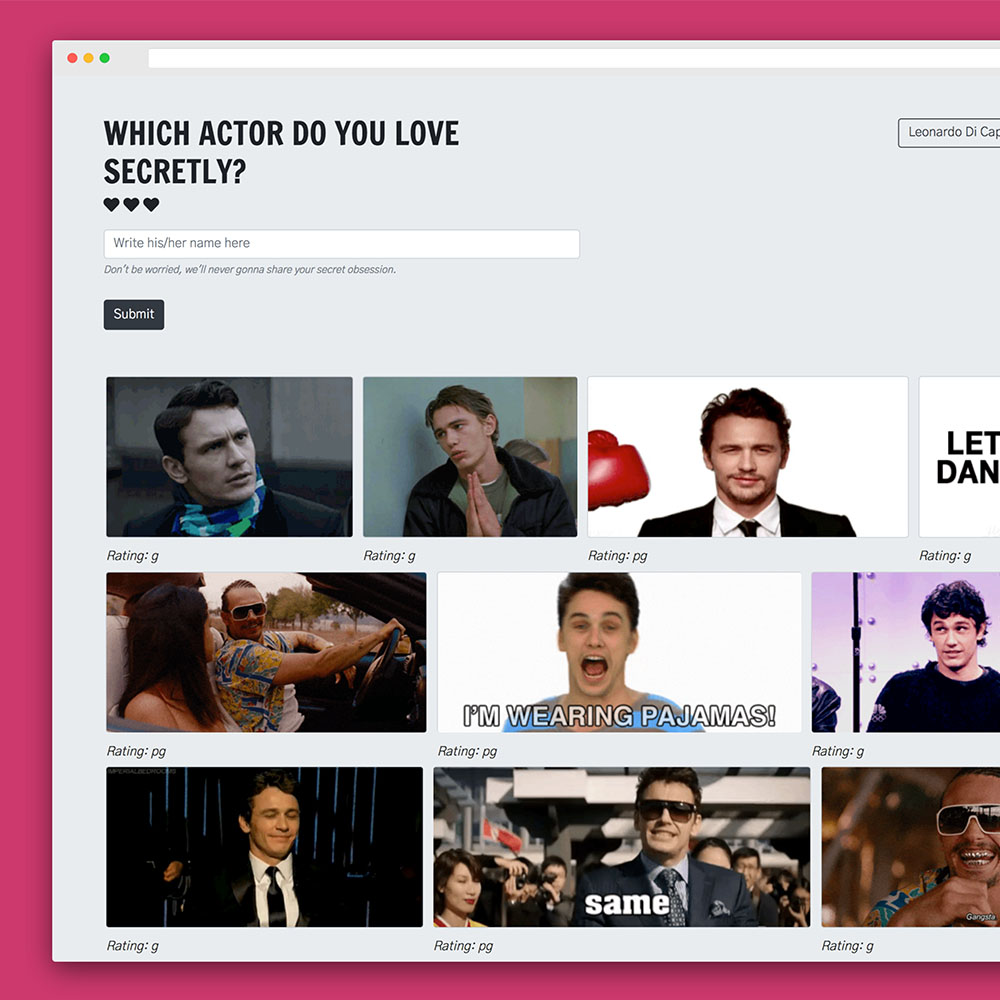 WHICH ACTOR DO YOU LOVE
SECRETLY?
Leonardo Di Cap
Write his/her name here
Don't be worried, we'll never gonna share your secret obsession.
Submit
LET
DAN
Rating: g
Rating: g
Rating: pg
Rating: g
I'M WEARING PAJAMAS!
Rating: pg
Rating: pg
Rating: g
same
Gangsta
Rating: g
Rating: pg
Rating: g